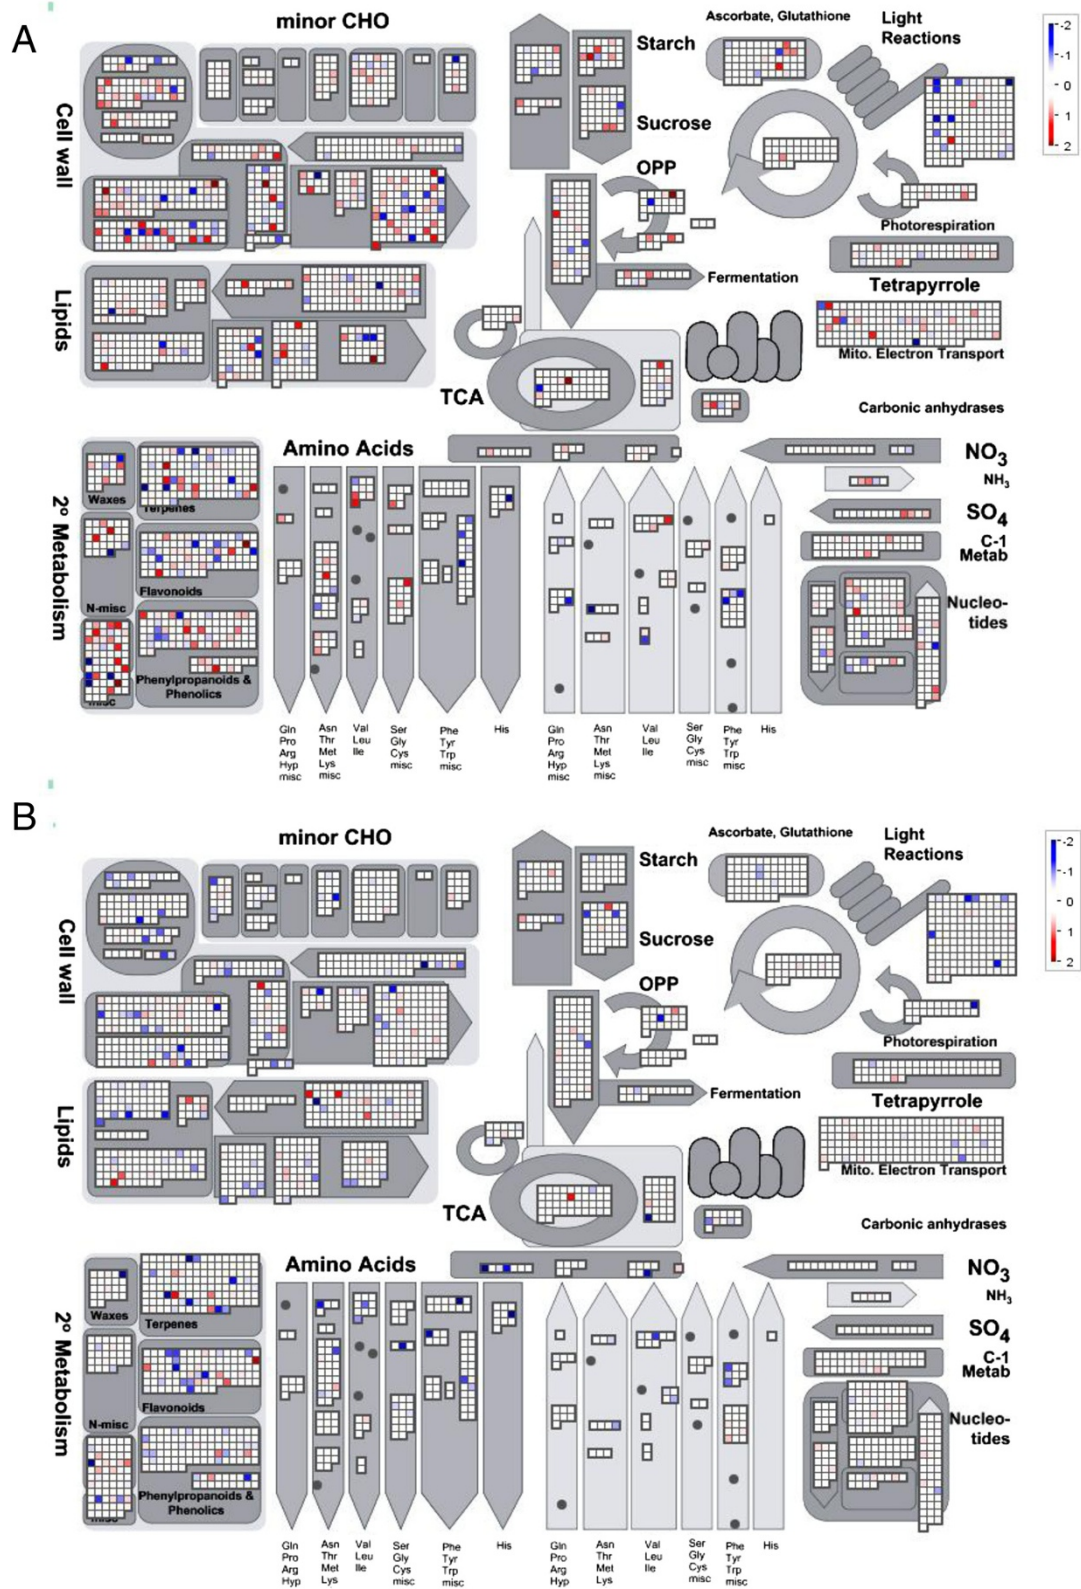 A
minor CHO
Ascorbate, Glutathione
Light
Reactions
-2
-1
0
1
2
Starch
Sucrose
OPP
Cell wall
Photorespiration
Fermentation
Tetrapyrrole
Mito. Electron Transport
Lipids
TCA
Carbonic anhydrases
Amino Acids
NO3
NH3
SO4
C-1
Metab
Nucleo-
tides
2º Metabolism
Waxes
Terpenes
N-misc
Flavonoids
misc
Phenylpropanoids &
Phenolics
Gln
Pro
Arg
Hyp
misc
Asn
Thr
Met
Lys
misc
Val
Leu
Ile
Ser
Gly
Cys
misc
Phe
Tyr
Trp
misc
His
Gln
Pro
Arg
Hyp
misc
Asn
Thr
Met
Lys
misc
Val
Leu
Ile
Ser
Gly
Cys
misc
Phe
Tyr
Trp
misc
His
B
minor CHO
Ascorbate, Glutathione
Light
Reactions
-2
-1
0
1
2
Starch
Sucrose
OPP
Cell wall
Photorespiration
Fermentation
Tetrapyrrole
Mito. Electron Transport
Lipids
TCA
Carbonic anhydrases
Amino Acids
NO3
NH3
SO4
C-1
Metab
Nucleo-
tides
2º Metabolism
Waxes
Terpenes
N-misc
Flavonoids
misc
Phenylpropanoids &
Phenolics
Gln
Pro
Arg
Hyp
Asn
Thr
Met
Lys
Val
Leu
Ile
Ser
Gly
Cys
misc
Phe
Tyr
Trp
misc
His
Gln
Pro
Arg
Hyp
Asn
Thr
Met
Lys
Val
Leu
Ile
Ser
Gly
Cys
misc
Phe
Tyr
Trp
misc
His